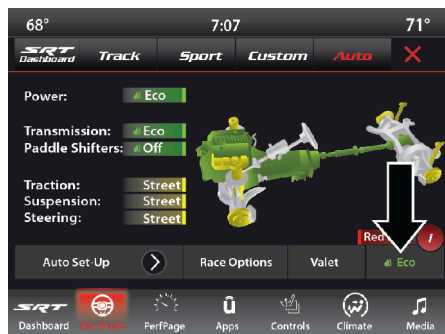 68° 7:07 71°
SRT Dashboard Track Sport Custom Auto
Power: Eco
Transmission: Eco
Paddle Shifters: Off
Traction: Street
Suspension: Street
Steering: Street
Red
Auto Set-Up Race Options Valet Eco
SRT
Dashboard PerfPage Apps Controls Climate Media